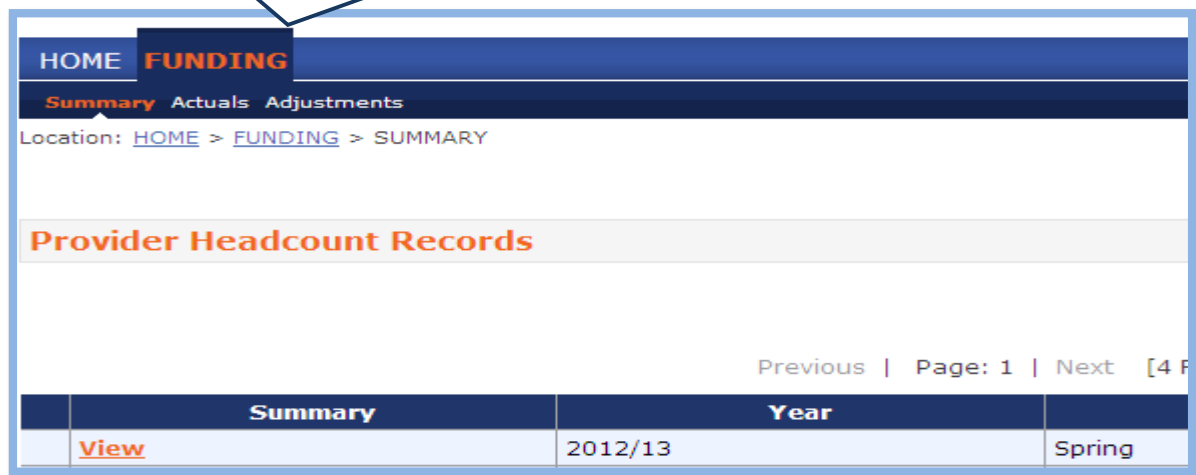 HOME FUNDING
Summary Actuals Adjustments
Location: HOME > FUNDING > SUMMARY
Provider Headcount Records
Previous | Page: 1 | Next [4
Summary Year
View 2012/13 Spring